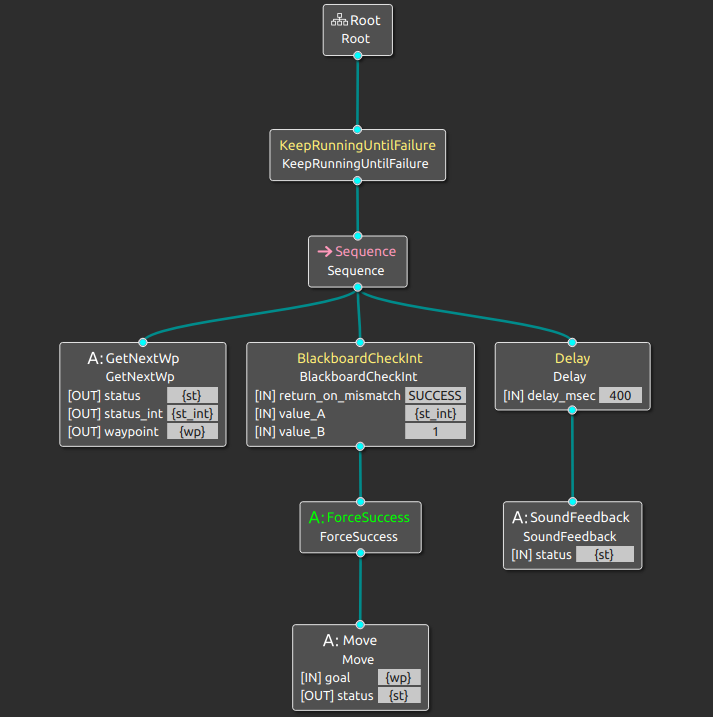 Root
Root
KeepRunningUntilFailure
KeepRunningUntilFailure
Sequence
Sequence
A:GetNextWp
GetNextWp
[OUT] status {st}
[OUT] status_int {st_int}
[OUT] waypoint {wp}
BlackboardCheckInt
BlackboardCheckInt
[IN] return_on_mismatch SUCCESS
[IN] value_A {st_int}
[IN] value_B 1
Delay
Delay
[IN] delay_msec 400
A:ForceSuccess
ForceSuccess
A:SoundFeedback
SoundFeedback
[IN] status {st}
A:Move
Move
[IN] goal {wp}
[OUT] status {st}